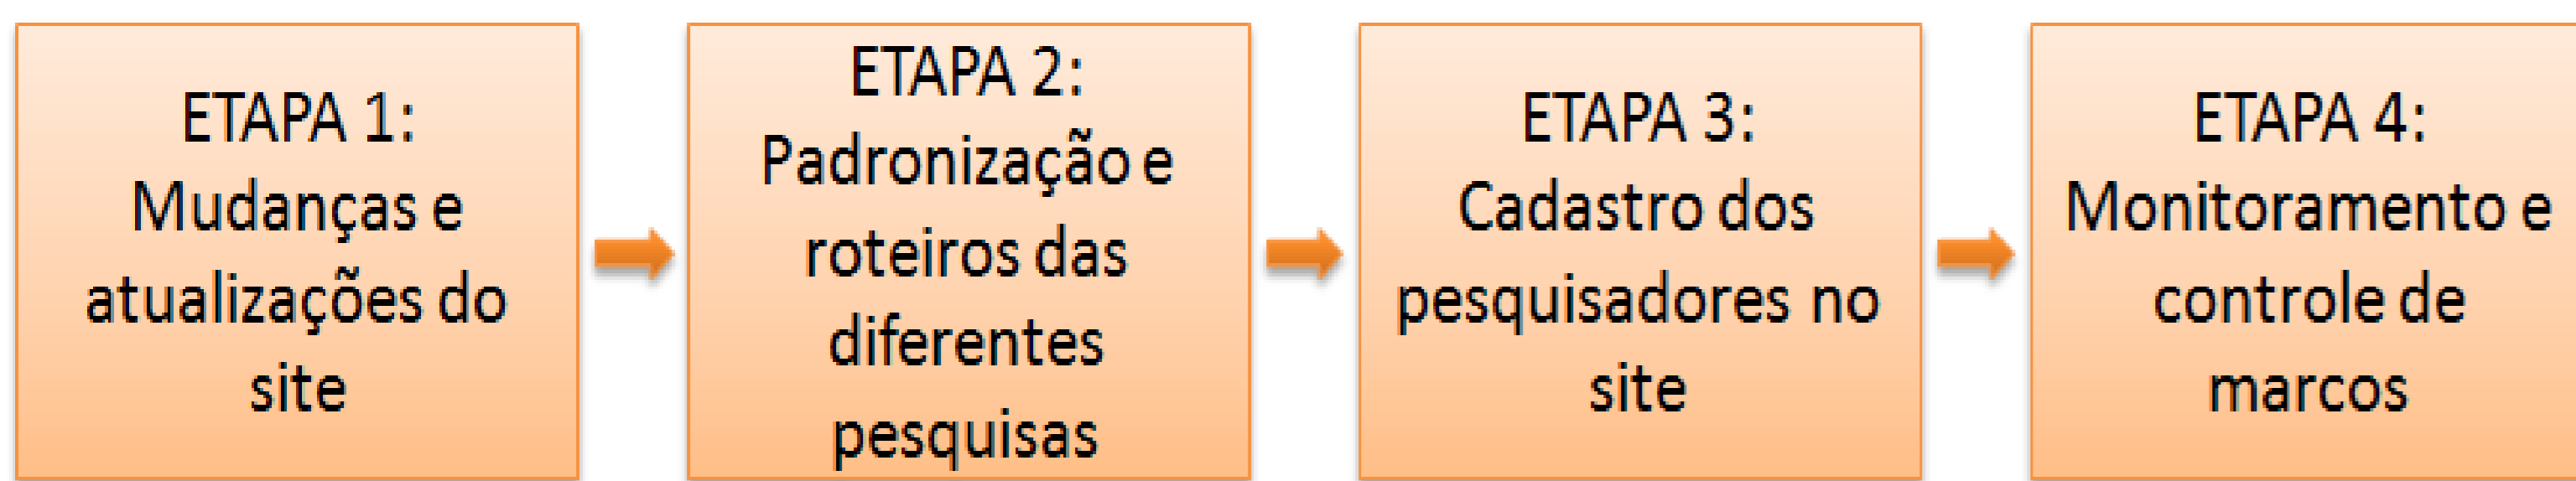 ETAPA 1:
Mudanças e
atualizações do
site
ETAPA 2:
Padronização e
roteiros das
diferentes
pesquisas
ETAPA 3:
Cadastro dos
pesquisadores no
site
ETAPA 4:
Monitoramento e
controle de
marcos